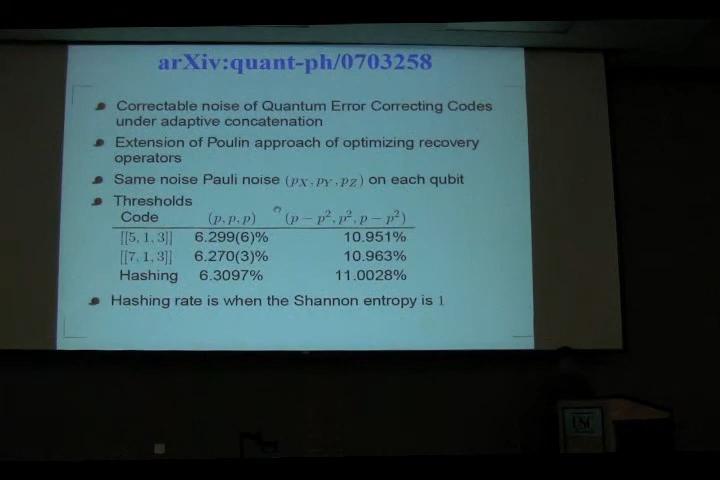 arXiv:quant-ph/0703258
Correctable noise of Quantum Error Correcting Codes
under adaptive concatenation
Extension of Poulin approach of optimizing recovery
operators
Same noise Pauli noise (p_X, p_Y, p_Z) on each qubit
Thresholds
Code (p, p, p) (p − p², p², p − p²)
[[5, 1, 3]] 6.299(6)% 10.951%
[[7, 1, 3]] 6.270(3)% 10.963%
Hashing 6.3097% 11.0028%
Hashing rate is when the Shannon entropy is 1
USC